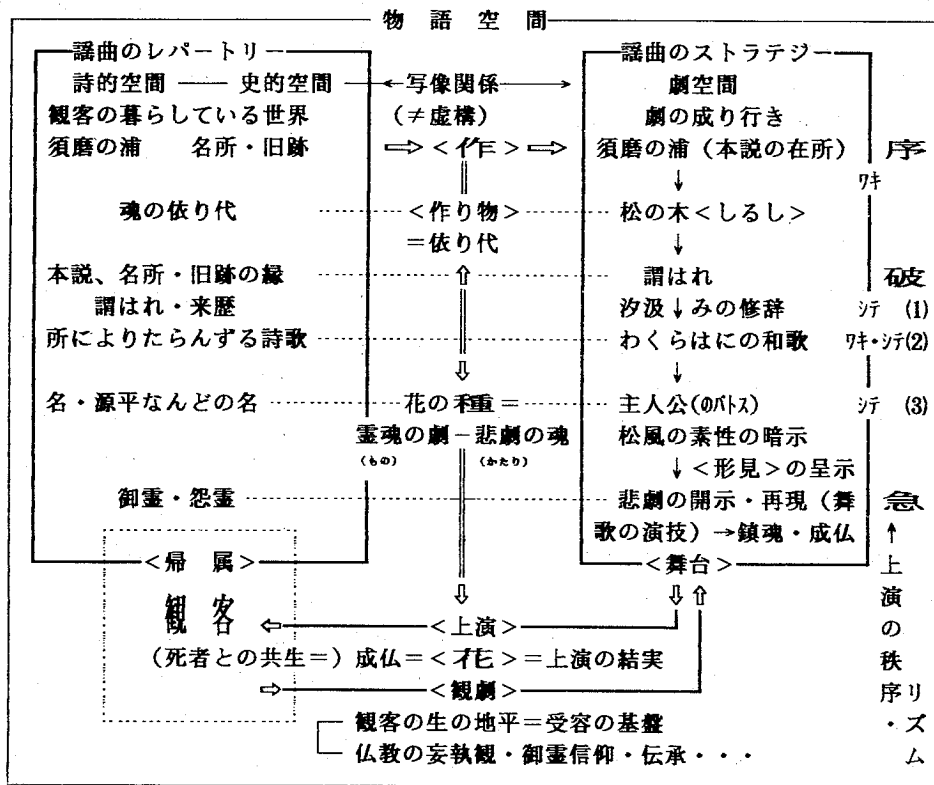 物語空間
謡曲のレパートリー 謡曲のストラテジー
詩的空間 ── 史的空間 ←写像関係→ 劇空間
観客の暮らしている世界 (≠虚構) 劇の成り行き
須磨の浦 名所・旧跡 ⇨<作>⇨ 須磨の浦(本説の在所) 序
↓ ワキ
魂の依り代 <作り物> 松の木<しるし>
=依り代 ↓
本説、名所・旧跡の縁 ⇧ 謂はれ 破
謂はれ・来歴 汐汲↓みの修辞 シテ (1)
所によりたらんずる詩歌 わくらはにの和歌 ワキ・シテ(2)
⇩ ↓
名・源平なんどの名 花の種= 主人公(のパトス) シテ (3)
霊魂の劇-悲劇の魂 松風の素性の暗示
(もの) (かたり) ↓<形見>の呈示
御霊・怨霊 悲劇の開示・再現(舞 急
歌の演技)→鎮魂・成仏 ↑
<帰属> <舞台> 上演の秩序・リズム
観客 ⇩ ⇩⇧
⇦ <上演>
(死者との共生=)成仏=<花>=上演の結実
⇨ <観劇>
観客の生の地平=受容の基盤
仏教の妄執観・御霊信仰・伝承・・・